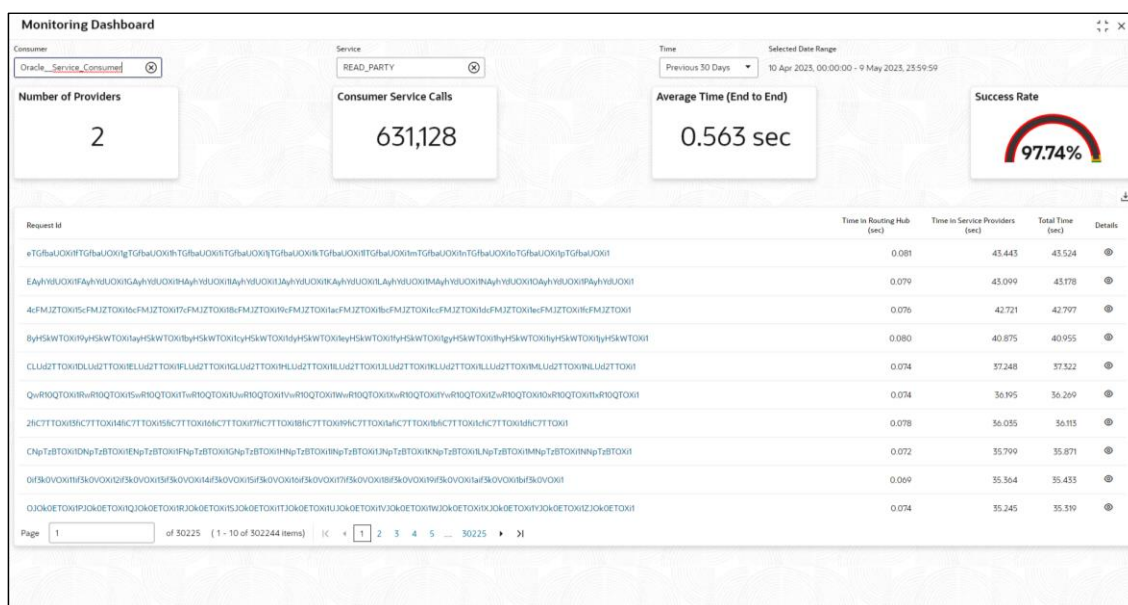 Monitoring Dashboard
Consumer Service Time Selected Date Range
Oracle__Service_Consumer READ_PARTY Previous 30 Days 10 Apr 2023, 00:00:00 - 9 May 2023, 23:59:59
Number of Providers Consumer Service Calls Average Time (End to End) Success Rate
2 631,128 0.563 sec 97.74%
Request Id Time in Routing Hub (sec) Time in Service Providers (sec) Total Time (sec) Details
0.081 43.443 43.524
0.079 43.099 43.178
0.076 42.721 42.797
0.080 40.875 40.955
0.074 37.248 37.322
0.074 36.195 36.269
0.078 36.035 36.113
0.072 35.799 35.871
0.069 35.364 35.433
0.074 35.245 35.319
Page 1 of 30225 (1 - 10 of 302244 items) 1 2 3 4 5 ... 30225